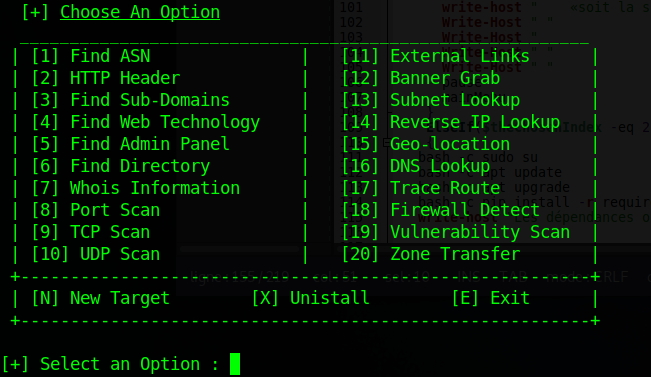 [+] Choose An Option
| [1] Find ASN | [11] External Links |
| [2] HTTP Header | [12] Banner Grab |
| [3] Find Sub-Domains | [13] Subnet Lookup |
| [4] Find Web Technology | [14] Reverse IP Lookup |
| [5] Find Admin Panel | [15] Geo-location |
| [6] Find Directory | [16] DNS Lookup |
| [7] Whois Information | [17] Trace Route |
| [8] Port Scan | [18] Firewall Detect |
| [9] TCP Scan | [19] Vulnerability Scan |
| [10] UDP Scan | [20] Zone Transfer |
+----------------------------------------------------------+
| [N] New Target [X] Unistall [E] Exit |
+----------------------------------------------------------+
[+] Select an Option :